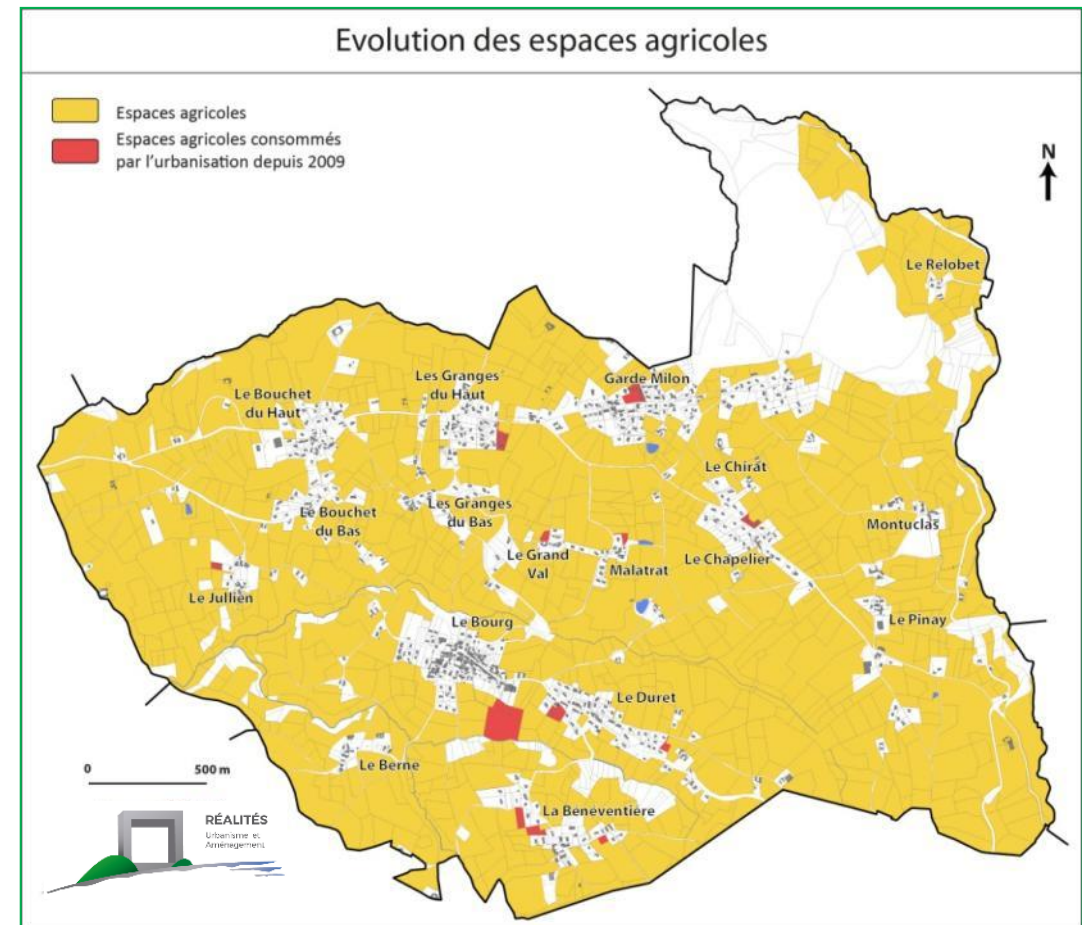 Evolution des espaces agricoles
Espaces agricoles
Espaces agricoles consommés
par l'urbanisation depuis 2009
N
Le Relobet
Garde Milon
Les Granges
du Haut
Le Bouchet
du Haut
Le Chirat
Les Granges
du Bas
Le Bouchet
du Bas
Montuclas
Le Grand
Val
Malatrat
Le Chapelier
Le Jullien
Le Bourg
Le Pinay
Le Duret
Le Berne
0
500 m
La Bénéventière
RÉALITÉS
Urbanisme et
Aménagement